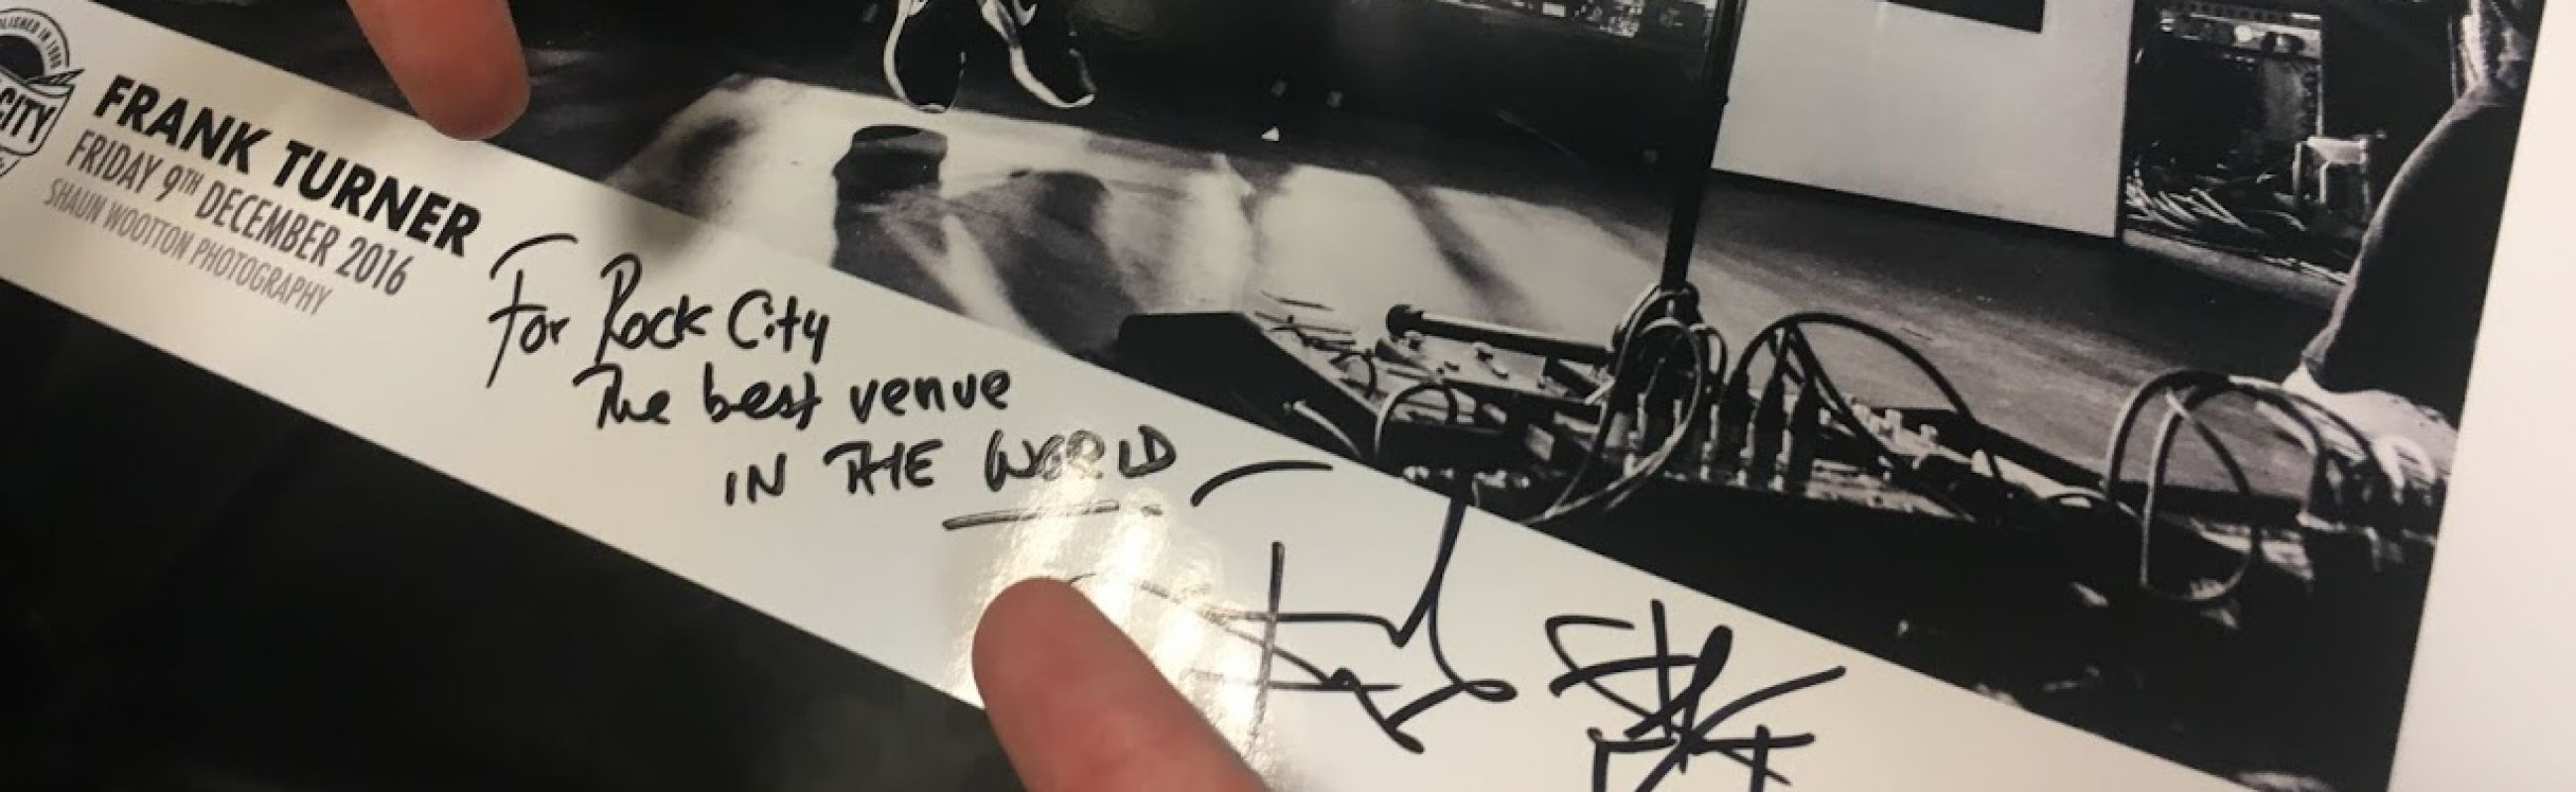 CITY
FRANK TURNER
FRIDAY 9TH DECEMBER 2016
SHAUN WOOTTON PHOTOGRAPHY
For Rock City
The best venue
IN THE WORLD